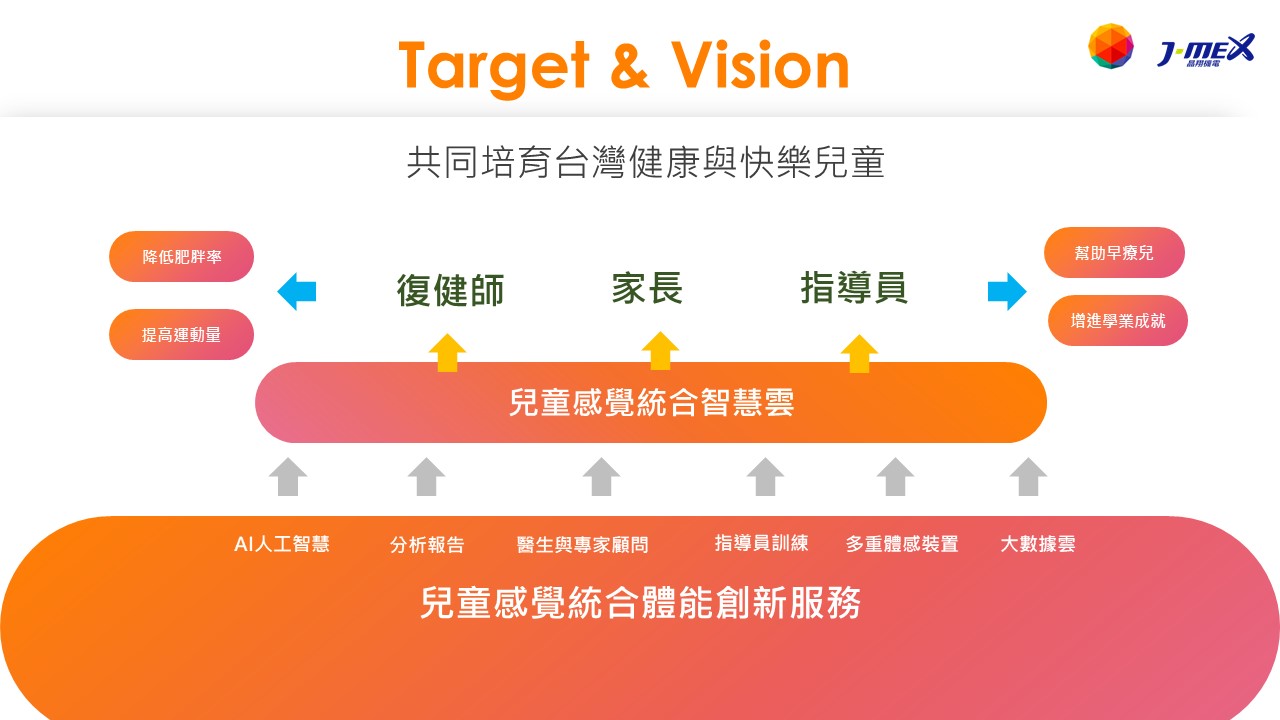 Target & Vision
J-MEX
晶翔機電
共同培育台灣健康與快樂兒童
降低肥胖率
提高運動量
復健師
家長
指導員
幫助早療兒
增進學業成就
兒童感覺統合智慧雲
AI人工智慧
分析報告
醫生與專家顧問
指導員訓練
多重體感裝置
大數據雲
兒童感覺統合體能創新服務